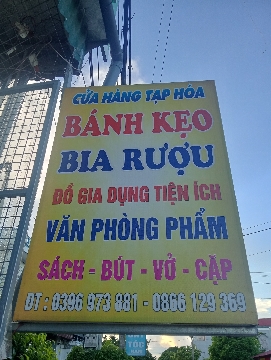 CỬA HÀNG TẠP HÓA
BÁNH KẸO
BIA RƯỢU
ĐỒ GIA DỤNG TIỆN ÍCH
VĂN PHÒNG PHẨM
SÁCH - BÚT - VỞ - CẶP
ĐT : 0396 973 981 - 0866 129 369